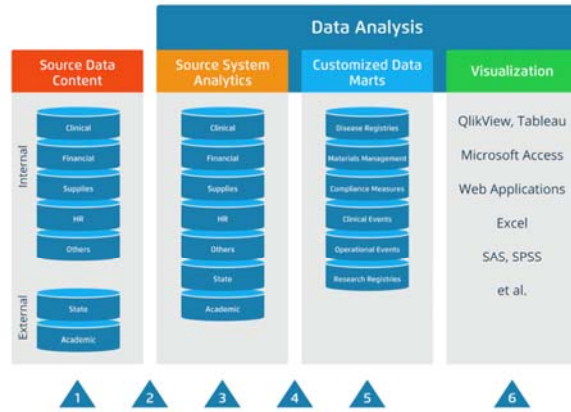 Data Analysis
Source Data
Content
Source System
Analytics
Customized Data
Marts
Visualization
Internal
Clinical
Financial
Supplies
HR
Others
External
State
Academic
Clinical
Financial
Supplies
HR
Others
State
Academic
Disease Registries
Materials Management
Compliance Measures
Clinical Events
Operational Events
Research Registries
QlikView, Tableau
Microsoft Access
Web Applications
Excel
SAS, SPSS
et al.
1
2
3
4
5
6